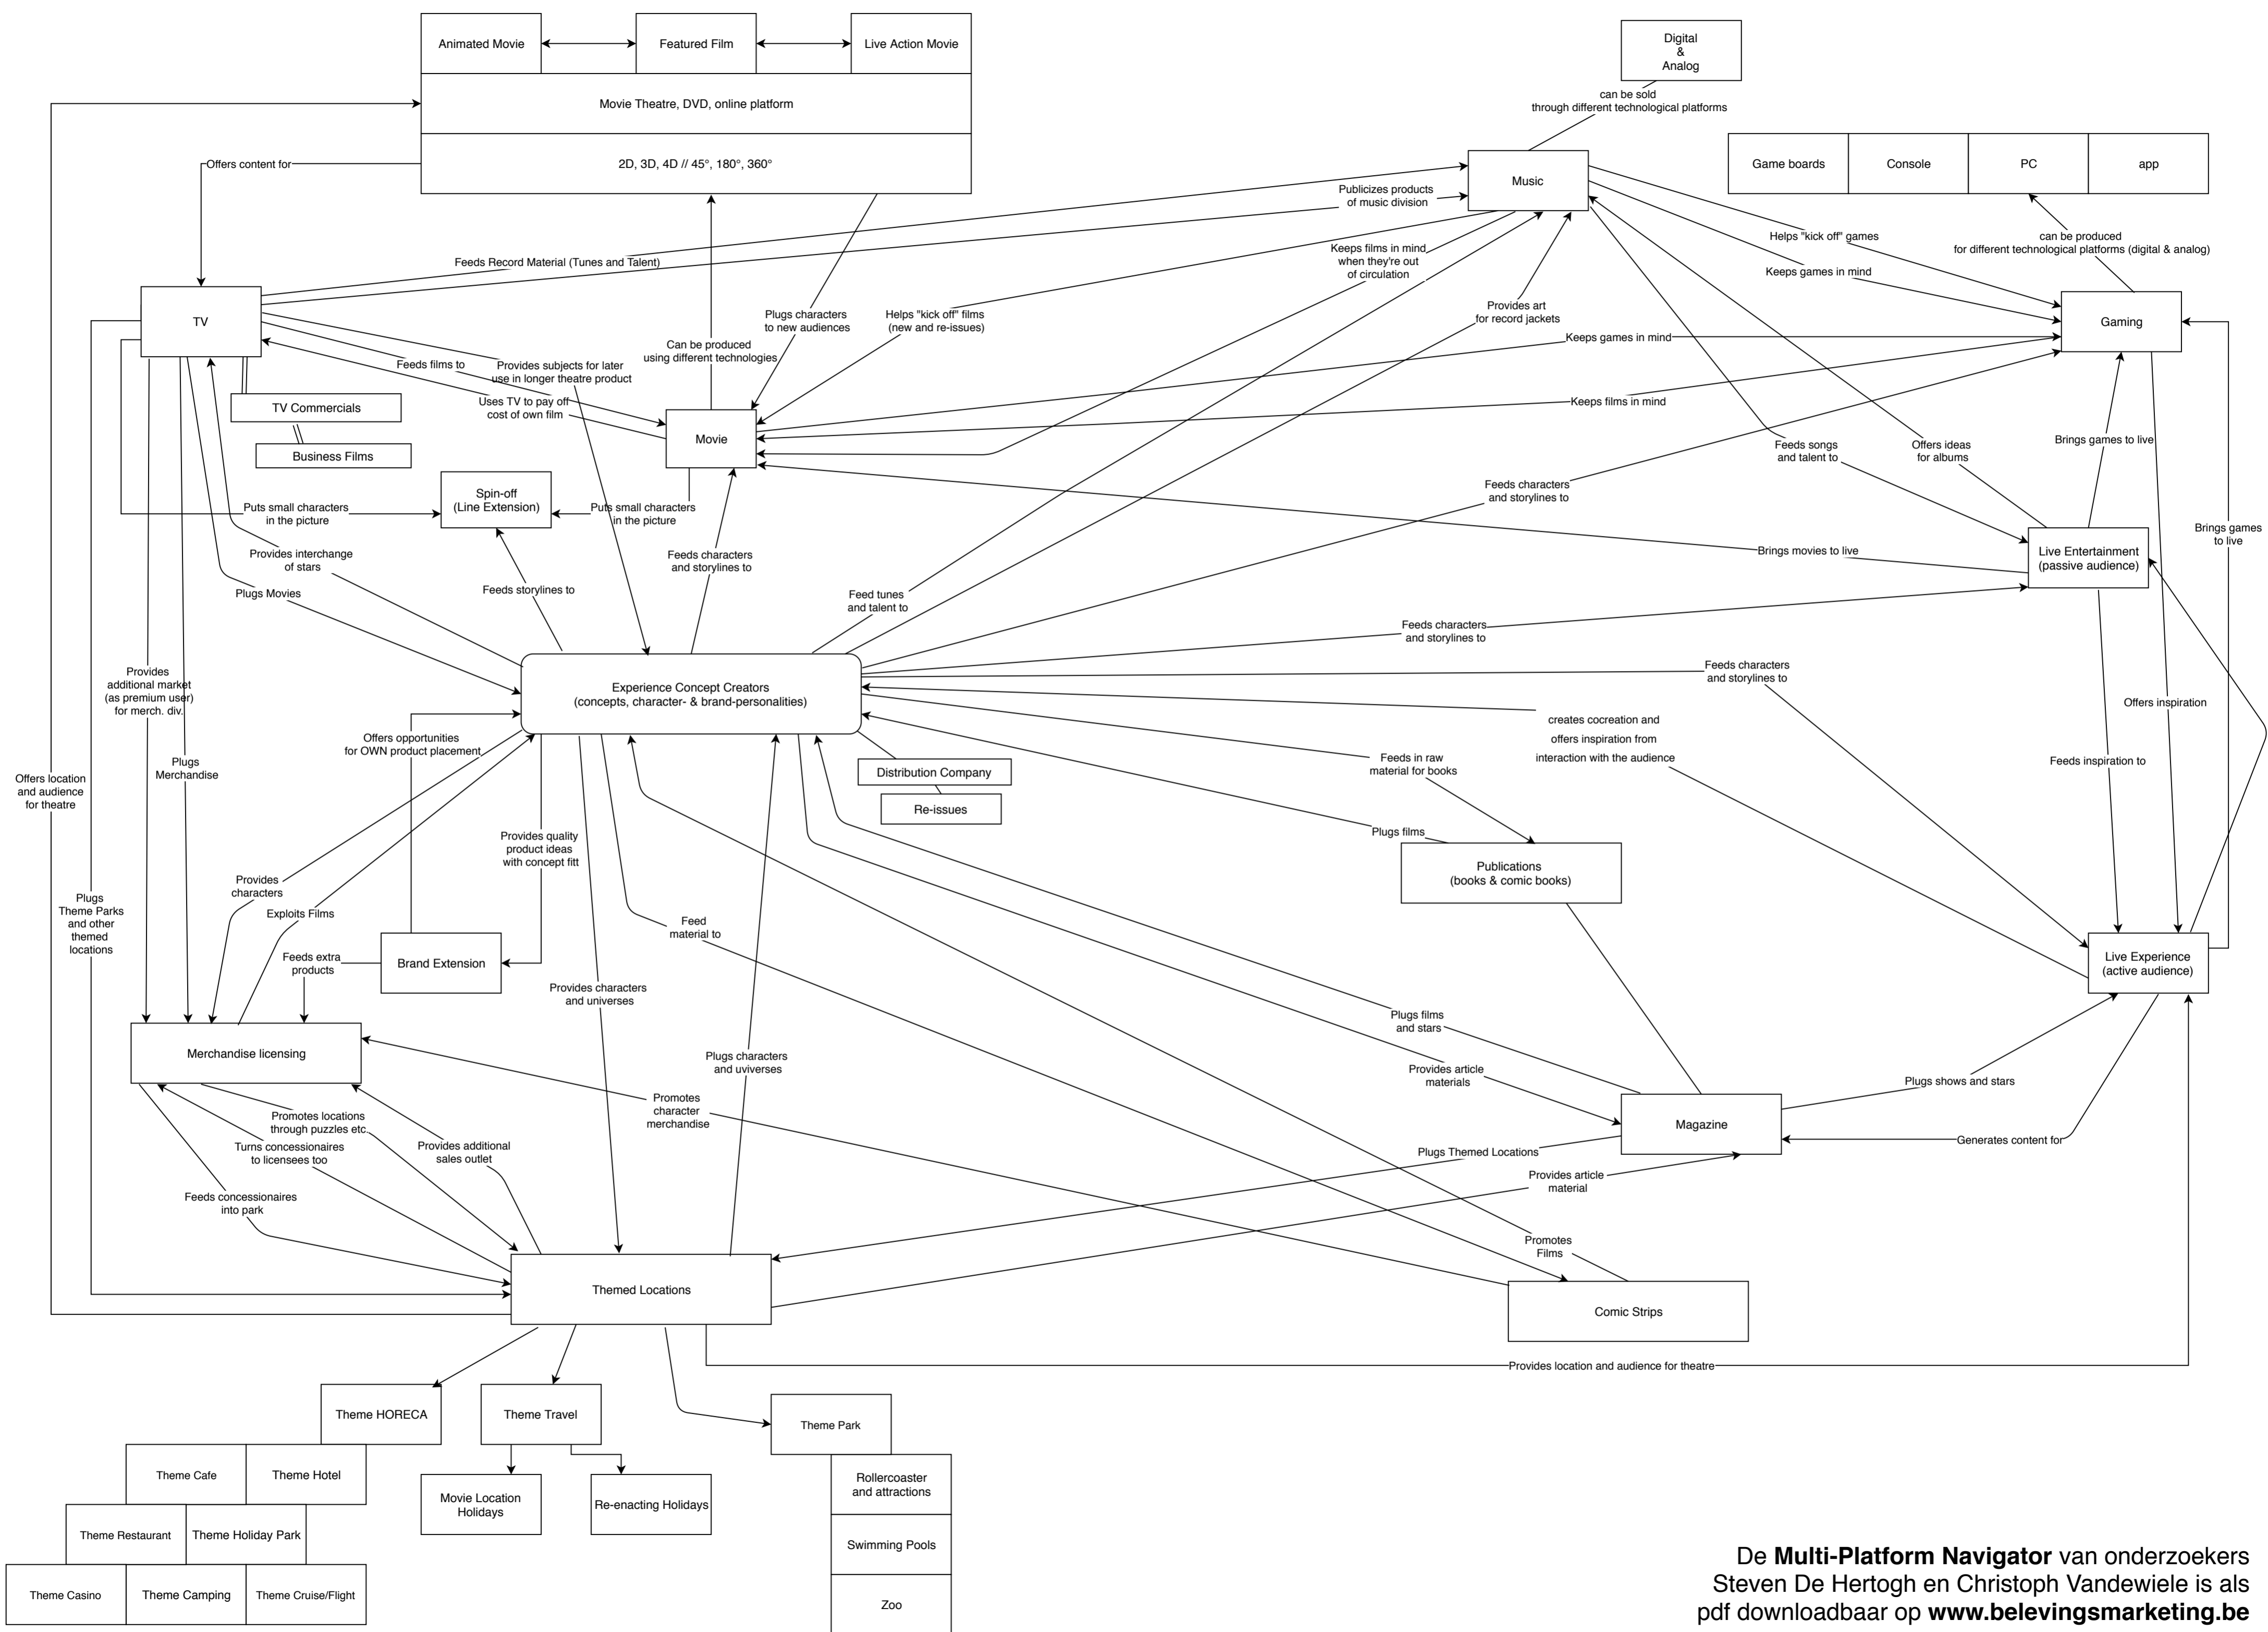 Animated Movie
Featured Film
Live Action Movie
Movie Theatre, DVD, online platform
2D, 3D, 4D // 45°, 180°, 360°
Offers content for
Digital
&
Analog
can be sold
through different technological platforms
Music
Game boards
Console
PC
app
Publicizes products
of music division
Helps "kick off" games
can be produced
for different technological platforms (digital & analog)
Keeps games in mind
Feeds Record Material (Tunes and Talent)
Keeps films in mind
when they're out
of circulation
TV
Plugs characters
to new audiences
Helps "kick off" films
(new and re-issues)
Provides art
for record jackets
Gaming
Can be produced
using different technologies
Keeps games in mind
Feeds films to
Provides subjects for later
use in longer theatre product
Uses TV to pay off
cost of own film
TV Commercials
Business Films
Movie
Keeps films in mind
Feeds songs
and talent to
Offers ideas
for albums
Brings games to live
Spin-off
(Line Extension)
Puts small characters
in the picture
Puts small characters
in the picture
Feeds characters
and storylines to
Brings games
to live
Provides interchange
of stars
Feeds characters
and storylines to
Brings movies to live
Live Entertainment
(passive audience)
Plugs Movies
Feeds storylines to
Feed tunes
and talent to
Feeds characters
and storylines to
Provides
additional market
(as premium user)
for merch. div.
Experience Concept Creators
(concepts, character- & brand-personalities)
Feeds characters
and storylines to
Offers inspiration
creates cocreation and
offers inspiration from
interaction with the audience
Offers opportunities
for OWN product placement
Feeds in raw
material for books
Feeds inspiration to
Plugs
Merchandise
Offers location
and audience
for theatre
Distribution Company
Re-issues
Provides quality
product ideas
with concept fitt
Plugs films
Publications
(books & comic books)
Provides
characters
Exploits Films
Plugs
Theme Parks
and other
themed
locations
Feed
material to
Feeds extra
products
Brand Extension
Live Experience
(active audience)
Provides characters
and universes
Plugs films
and stars
Merchandise licensing
Plugs characters
and uiverses
Provides article
materials
Plugs shows and stars
Promotes
character
merchandise
Promotes locations
through puzzles etc
Turns concessionaires
to licensees too
Provides additional
sales outlet
Magazine
Generates content for
Plugs Themed Locations
Provides article
material
Feeds concessionaires
into park
Promotes
Films
Themed Locations
Comic Strips
Provides location and audience for theatre
Theme HORECA
Theme Travel
Theme Park
Theme Cafe
Theme Hotel
Movie Location
Holidays
Re-enacting Holidays
Rollercoaster
and attractions
Theme Restaurant
Theme Holiday Park
Swimming Pools
Theme Casino
Theme Camping
Theme Cruise/Flight
Zoo
De Multi-Platform Navigator van onderzoekers
Steven De Hertogh en Christoph Vandewiele is als
pdf downloadbaar op www.belevingsmarketing.be